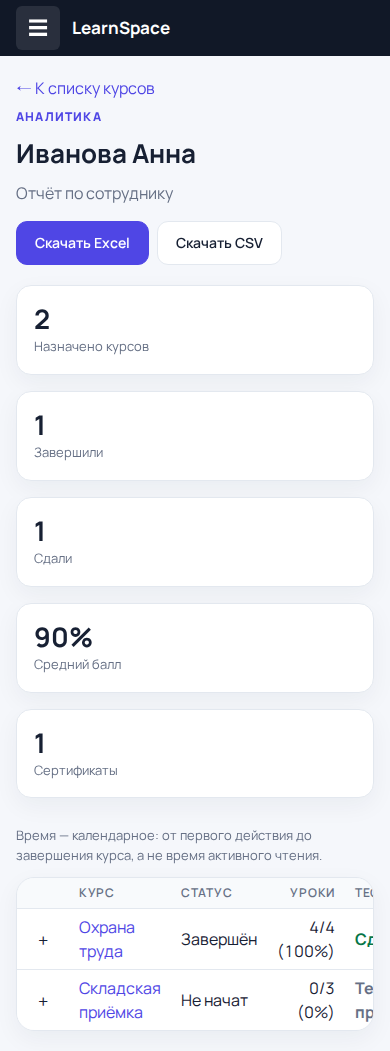 ☰ LearnSpace
← К списку курсов
АНАЛИТИКА
Иванова Анна
Отчёт по сотруднику
Скачать Excel Скачать CSV
2
Назначено курсов
1
Завершили
1
Сдали
90%
Средний балл
1
Сертификаты
Время — календарное: от первого действия до
завершения курса, а не время активного чтения.
КУРС СТАТУС УРОКИ
+ Охрана труда Завершён 4/4 (100%)
+ Складская приёмка Не начат 0/3 (0%)